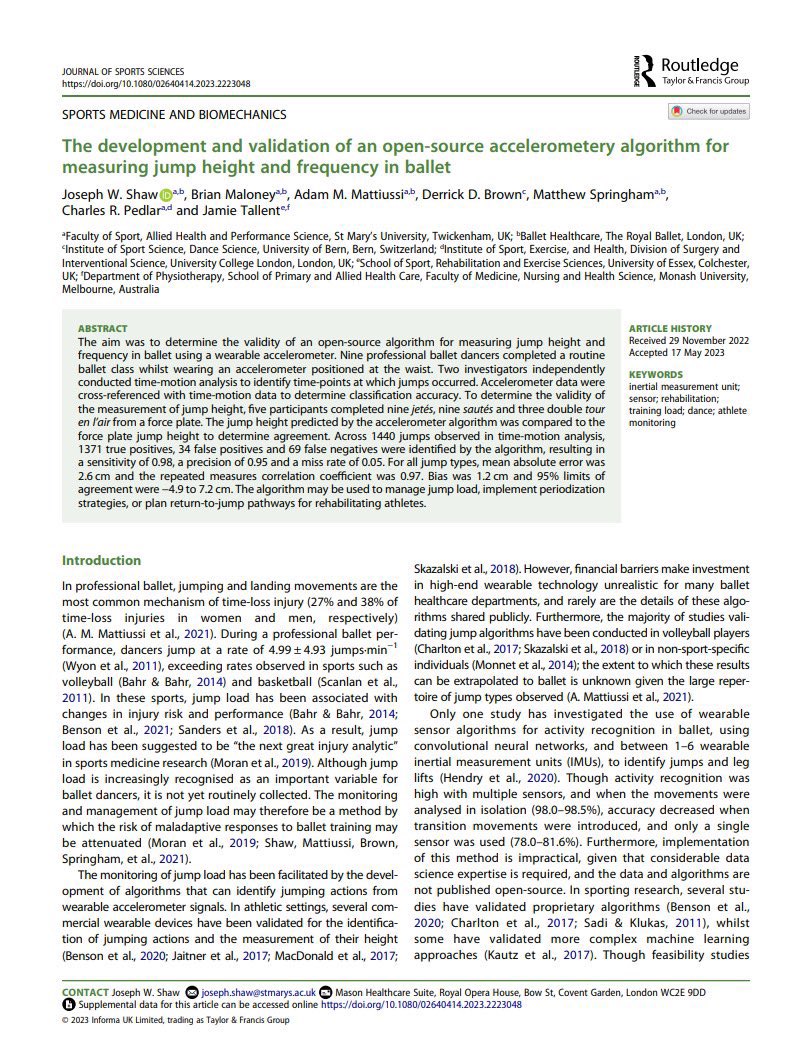 JOURNAL OF SPORTS SCIENCES
https://doi.org/10.1080/02640414.2023.2223048
ROUTLEDGE
Routledge
Taylor & Francis Group
SPORTS MEDICINE AND BIOMECHANICS
Check for updates
The development and validation of an open-source accelerometery algorithm for
measuring jump height and frequency in ballet
Joseph W. Shaw iD a,b, Brian Maloney a,b, Adam M. Mattiussi a,b, Derrick D. Brown c, Matthew Springham a,b,
Charles R. Pedlar a,d and Jamie Tallent e,f
aFaculty of Sport, Allied Health and Performance Science, St Mary's University, Twickenham, UK; bBallet Healthcare, The Royal Ballet, London, UK;
cInstitute of Sport Science, Dance Science, University of Bern, Bern, Switzerland; dInstitute of Sport, Exercise, and Health, Division of Surgery and
Interventional Science, University College London, London, UK; eSchool of Sport, Rehabilitation and Exercise Sciences, University of Essex, Colchester,
UK; fDepartment of Physiotherapy, School of Primary and Allied Health Care, Faculty of Medicine, Nursing and Health Science, Monash University,
Melbourne, Australia
ABSTRACT
The aim was to determine the validity of an open-source algorithm for measuring jump height and
frequency in ballet using a wearable accelerometer. Nine professional ballet dancers completed a routine
ballet class whilst wearing an accelerometer positioned at the waist. Two investigators independently
conducted time-motion analysis to identify time-points at which jumps occurred. Accelerometer data were
cross-referenced with time-motion data to determine classification accuracy. To determine the validity of
the measurement of jump height, five participants completed nine jetés, nine sautés and three double tour
en l'air from a force plate. The jump height predicted by the accelerometer algorithm was compared to the
force plate jump height to determine agreement. Across 1440 jumps observed in time-motion analysis,
1371 true positives, 34 false positives and 69 false negatives were identified by the algorithm, resulting in
a sensitivity of 0.98, a precision of 0.95 and a miss rate of 0.05. For all jump types, mean absolute error was
2.6 cm and the repeated measures correlation coefficient was 0.97. Bias was 1.2 cm and 95% limits of
agreement were −4.9 to 7.2 cm. The algorithm may be used to manage jump load, implement periodization
strategies, or plan return-to-jump pathways for rehabilitating athletes.
ARTICLE HISTORY
Received 29 November 2022
Accepted 17 May 2023
KEYWORDS
inertial measurement unit;
sensor; rehabilitation;
training load; dance; athlete
monitoring
Introduction
In professional ballet, jumping and landing movements are the
most common mechanism of time-loss injury (27% and 38% of
time-loss injuries in women and men, respectively)
(A. M. Mattiussi et al., 2021). During a professional ballet per-
formance, dancers jump at a rate of 4.99 ± 4.93 jumps·min−1
(Wyon et al., 2011), exceeding rates observed in sports such as
volleyball (Bahr & Bahr, 2014) and basketball (Scanlan et al.,
2011). In these sports, jump load has been associated with
changes in injury risk and performance (Bahr & Bahr, 2014;
Benson et al., 2021; Sanders et al., 2018). As a result, jump
load has been suggested to be “the next great injury analytic”
in sports medicine research (Moran et al., 2019). Although jump
load is increasingly recognised as an important variable for
ballet dancers, it is not yet routinely collected. The monitoring
and management of jump load may therefore be a method by
which the risk of maladaptive responses to ballet training may
be attenuated (Moran et al., 2019; Shaw, Mattiussi, Brown,
Springham, et al., 2021).
The monitoring of jump load has been facilitated by the devel-
opment of algorithms that can identify jumping actions from
wearable accelerometer signals. In athletic settings, several com-
mercial wearable devices have been validated for the identifica-
tion of jumping actions and the measurement of their height
(Benson et al., 2020; Jaitner et al., 2017; MacDonald et al., 2017;
Skazalski et al., 2018). However, financial barriers make investment
in high-end wearable technology unrealistic for many ballet
healthcare departments, and rarely are the details of these algo-
rithms shared publicly. Furthermore, the majority of studies vali-
dating jump algorithms have been conducted in volleyball players
(Charlton et al., 2017; Skazalski et al., 2018) or in non-sport-specific
individuals (Monnet et al., 2014); the extent to which these results
can be extrapolated to ballet is unknown given the large reper-
toire of jump types observed (A. Mattiussi et al., 2021).
Only one study has investigated the use of wearable
sensor algorithms for activity recognition in ballet, using
convolutional neural networks, and between 1–6 wearable
inertial measurement units (IMUs), to identify jumps and leg
lifts (Hendry et al., 2020). Though activity recognition was
high with multiple sensors, and when the movements were
analysed in isolation (98.0–98.5%), accuracy decreased when
transition movements were introduced, and only a single
sensor was used (78.0–81.6%). Furthermore, implementation
of this method is impractical, given that considerable data
science expertise is required, and the data and algorithms are
not published open-source. In sporting research, several stu-
dies have validated proprietary algorithms (Benson et al.,
2020; Charlton et al., 2017; Sadi & Klukas, 2011), whilst
some have validated more complex machine learning
approaches (Kautz et al., 2017). Though feasibility studies
CONTACT Joseph W. Shaw joseph.shaw@stmarys.ac.uk Mason Healthcare Suite, Royal Opera House, Bow St, Covent Garden, London WC2E 9DD
Supplemental data for this article can be accessed online https://doi.org/10.1080/02640414.2023.2223048
© 2023 Informa UK Limited, trading as Taylor & Francis Group